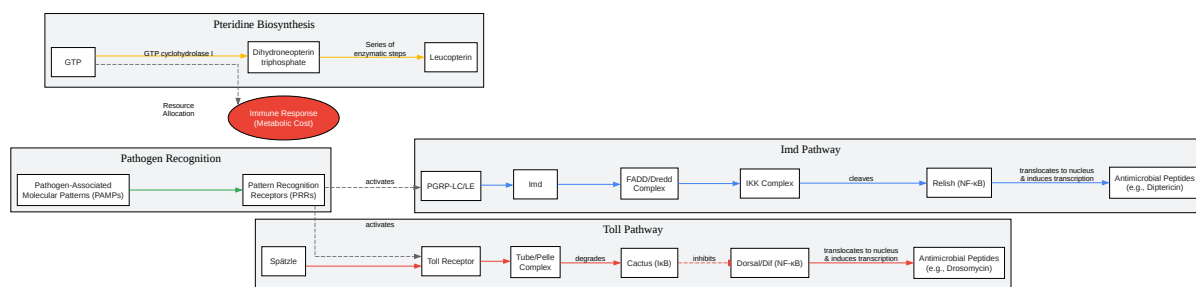 Pteridine Biosynthesis
GTP
GTP cyclohydrolase I
Dihydroneopterin
triphosphate
Series of
enzymatic steps
Leucopterin
Resource
Allocation
Immune Response
(Metabolic Cost)
Pathogen Recognition
Pathogen-Associated
Molecular Patterns (PAMPs)
Pattern Recognition
Receptors (PRRs)
activates
Imd Pathway
PGRP-LC/LE
Imd
FADD/Dredd
Complex
IKK Complex
cleaves
Relish (NF-κB)
translocates to nucleus
& induces transcription
Antimicrobial Peptides
(e.g., Diptericin)
activates
Toll Pathway
Spätzle
Toll Receptor
Tube/Pelle
Complex
degrades
Cactus (IκB)
inhibits
Dorsal/Dif (NF-κB)
translocates to nucleus
& induces transcription
Antimicrobial Peptides
(e.g., Drosomycin)